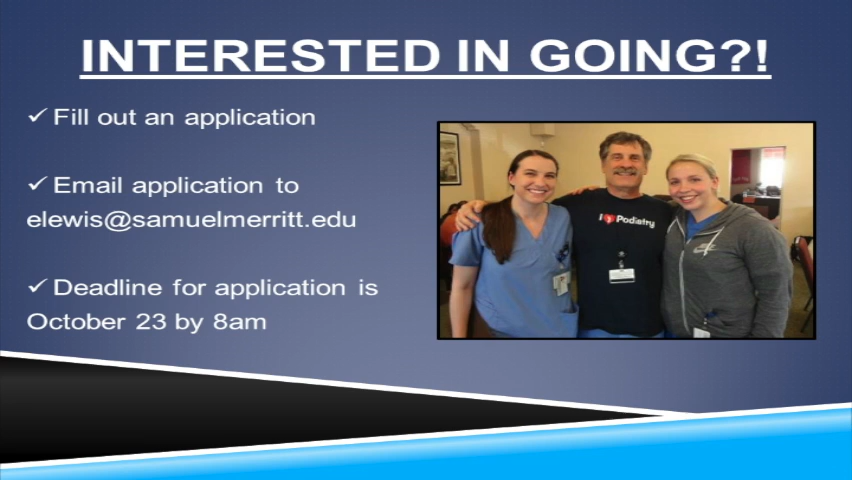 INTERESTED IN GOING?!
✓ Fill out an application
✓ Email application to
elewis@samuelmerritt.edu
✓ Deadline for application is
October 23 by 8am
I ♥ Podiatry